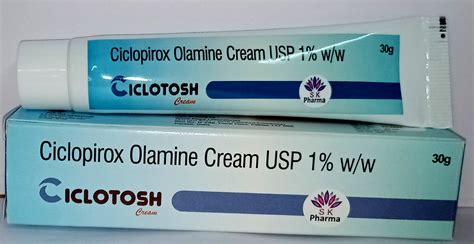 Ciclopirox Olamine Cream USP 1% w/w
30g
CICLOTOSH
Cream
SK
Pharma
Ciclopirox Olamine Cream USP 1% w/w
30g
CICLOTOSH
Cream
SK
Pharma